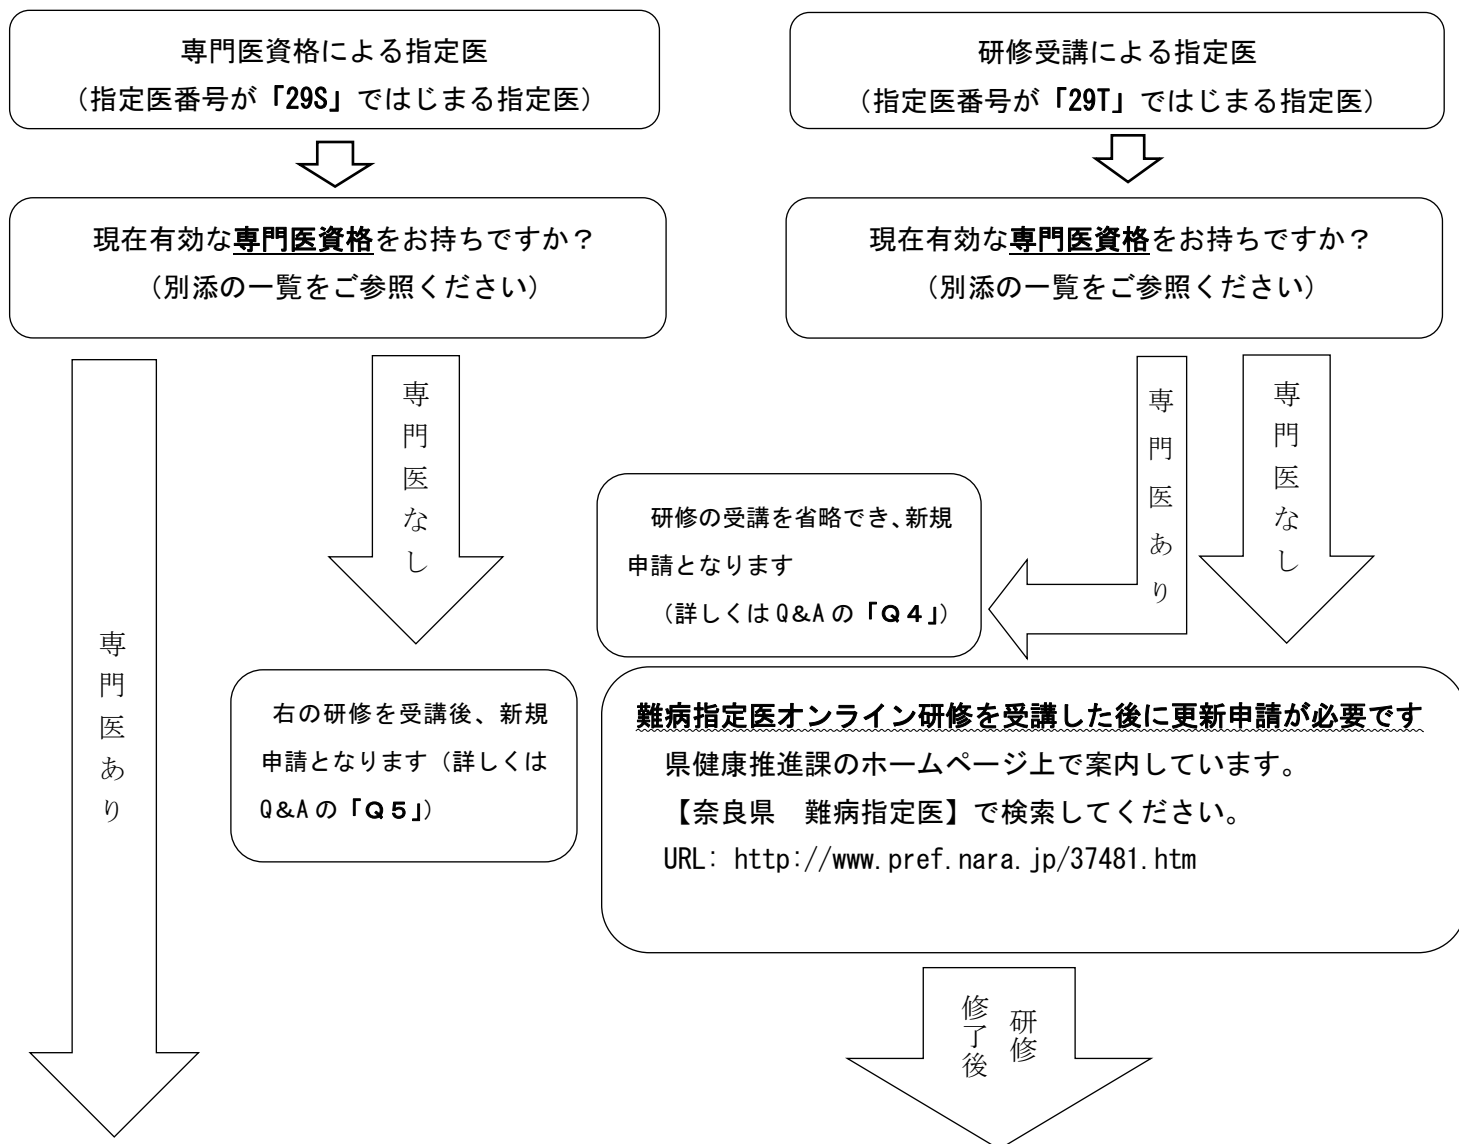 専門医資格による指定医
（指定医番号が「29S」ではじまる指定医）
研修受講による指定医
（指定医番号が「29T」ではじまる指定医）
現在有効な専門医資格をお持ちですか？
（別添の一覧をご参照ください）
現在有効な専門医資格をお持ちですか？
（別添の一覧をご参照ください）
専門医あり
専門医なし
専門医あり
専門医なし
研修の受講を省略でき、新規
申請となります
（詳しくはQ&Aの「Q４」）
右の研修を受講後、新規
申請となります（詳しくは
Q&Aの「Q５」）
難病指定医オンライン研修を受講した後に更新申請が必要です
県健康推進課のホームページ上で案内しています。
【奈良県　難病指定医】で検索してください。
URL: http://www.pref.nara.jp/37481.htm
研修
修了後